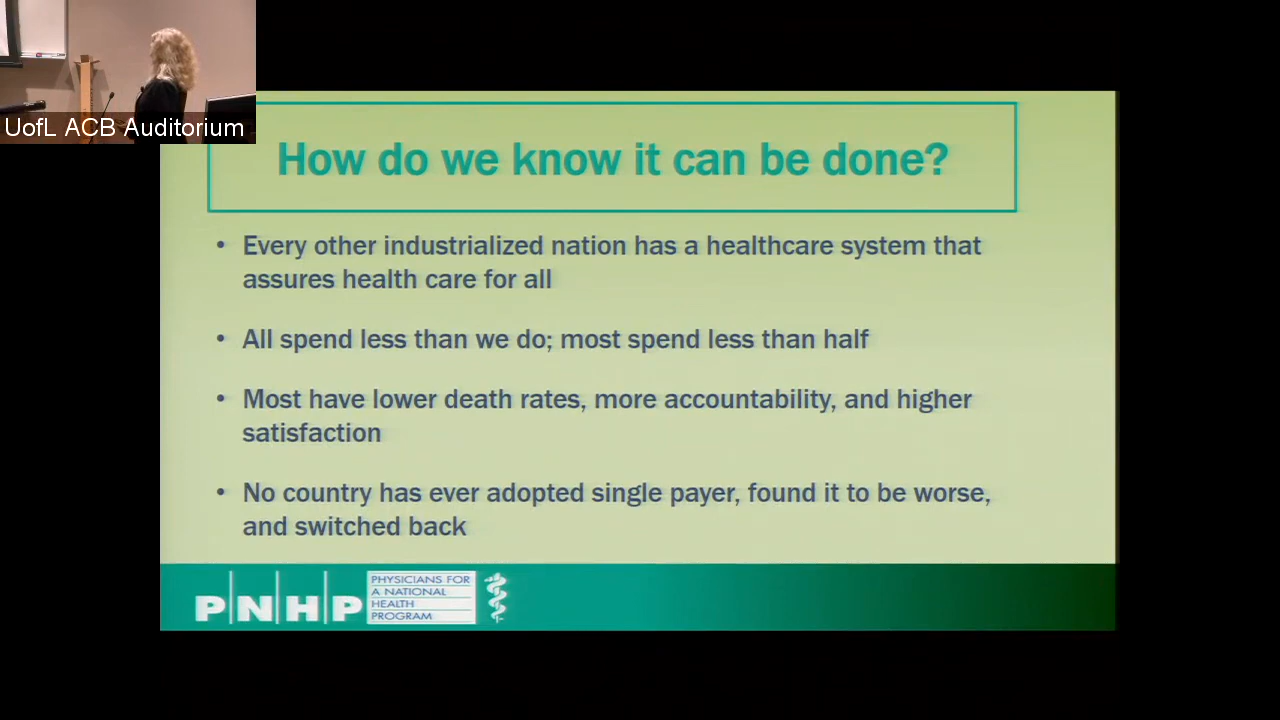 UofL ACB Auditorium
How do we know it can be done?
• Every other industrialized nation has a healthcare system that
assures health care for all
• All spend less than we do; most spend less than half
• Most have lower death rates, more accountability, and higher
satisfaction
• No country has ever adopted single payer, found it to be worse,
and switched back
PNHP
PHYSICIANS FOR
A NATIONAL
HEALTH
PROGRAM